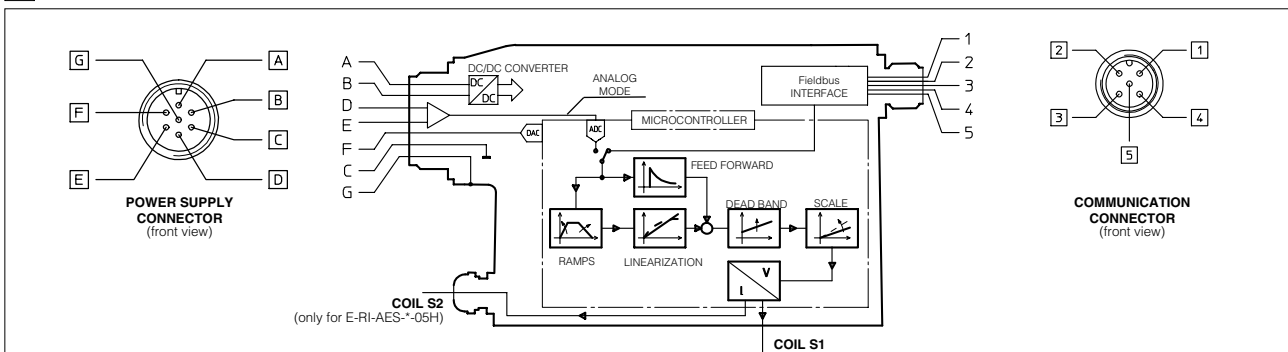 G
A
F
B
C
E
D
POWER SUPPLY
CONNECTOR
(front view)
A
B
D
E
F
C
G
DC/DC CONVERTER
DC
DC
ANALOG
MODE
DAC
ADC
MICROCONTROLLER
Fieldbus
INTERFACE
1
2
3
4
5
FEED FORWARD
DEAD BAND
SCALE
RAMPS
LINEARIZATION
V
I
COIL S2
(only for E-RI-AES-*-05H)
COIL S1
2
1
3
4
5
COMMUNICATION
CONNECTOR
(front view)